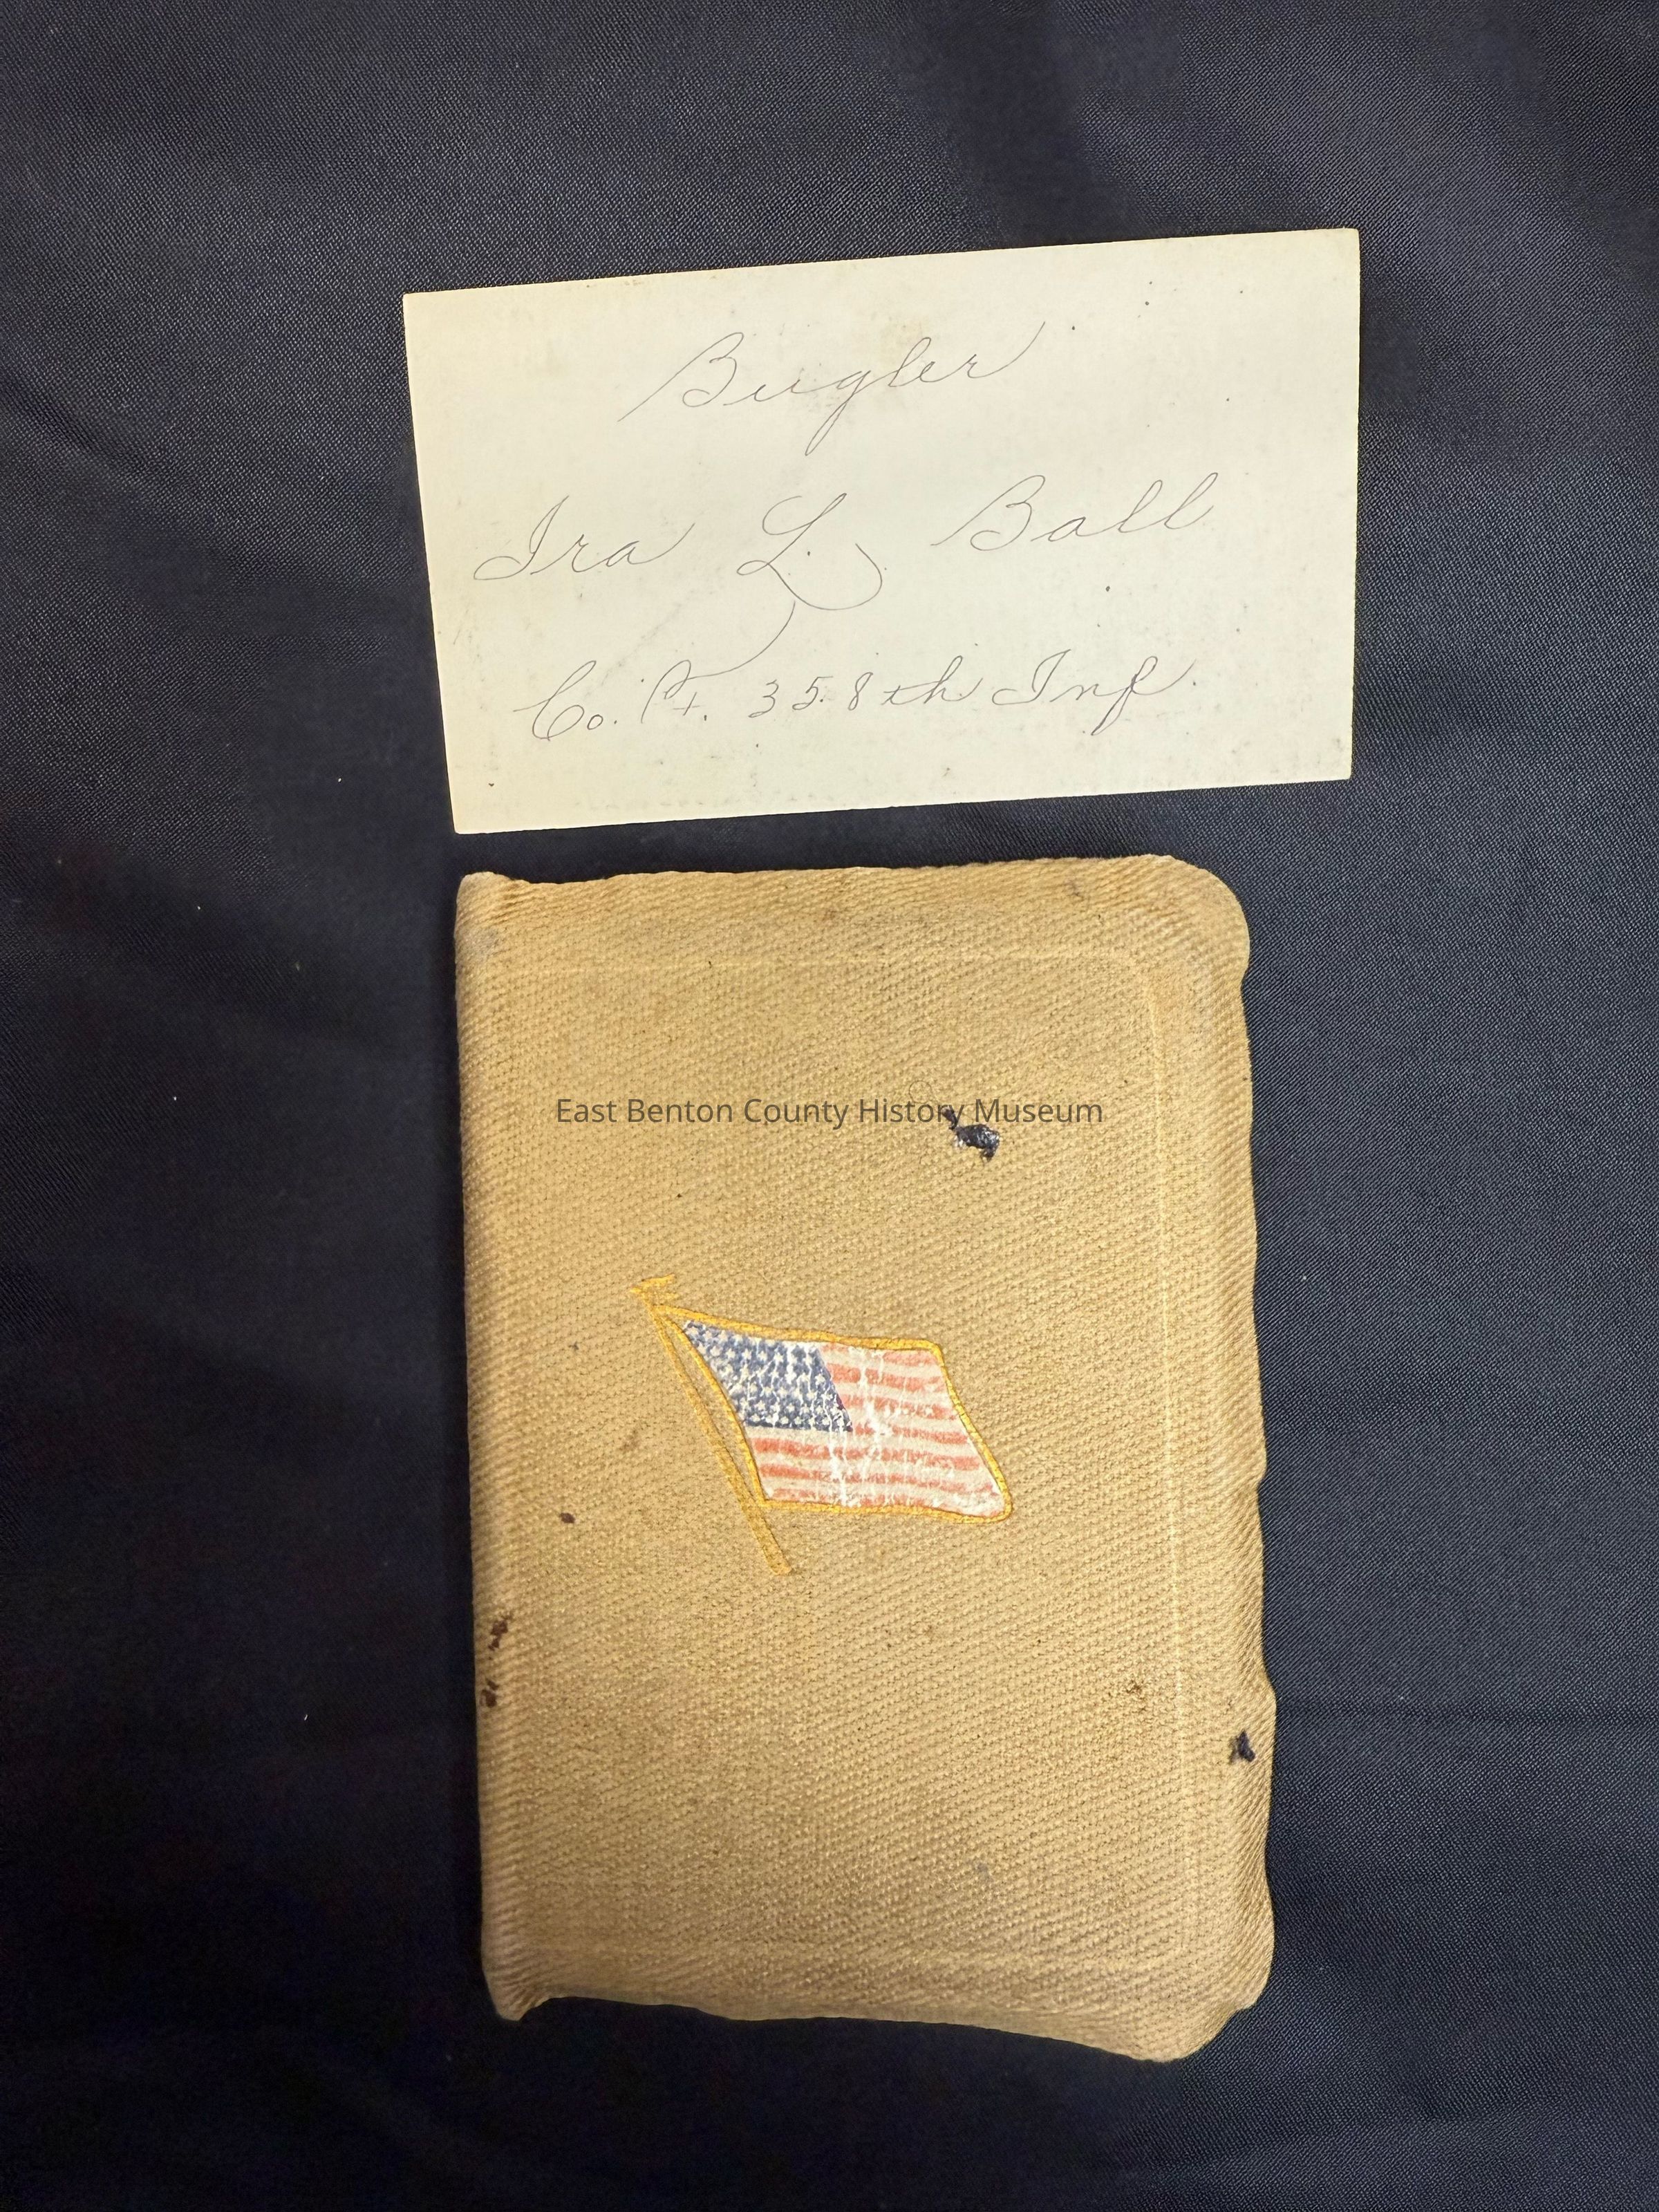 Bugler
Ira L. Ball
Co. 358th Inf.
East Benton County History Museum